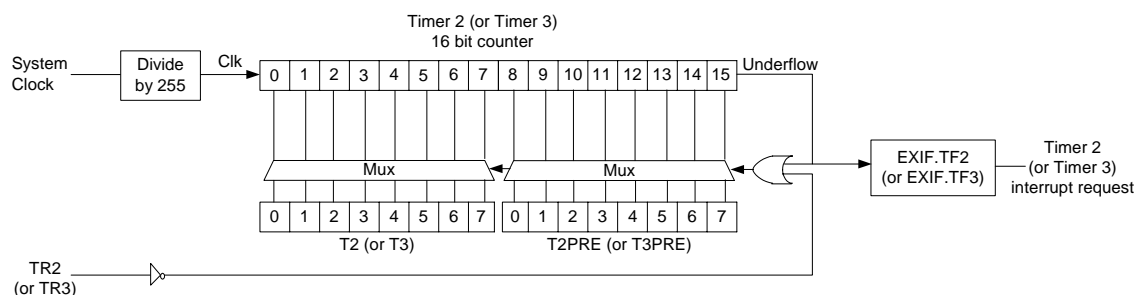 Timer 2 (or Timer 3)
16 bit counter
System
Clock
Divide
by 255
Clk
0 1 2 3 4 5 6 7 8 9 10 11 12 13 14 15
Underflow
Mux
Mux
EXIF.TF2
(or EXIF.TF3)
Timer 2
(or Timer 3)
interrupt request
0 1 2 3 4 5 6 7
0 1 2 3 4 5 6 7
T2 (or T3)
T2PRE (or T3PRE)
TR2
(or TR3)